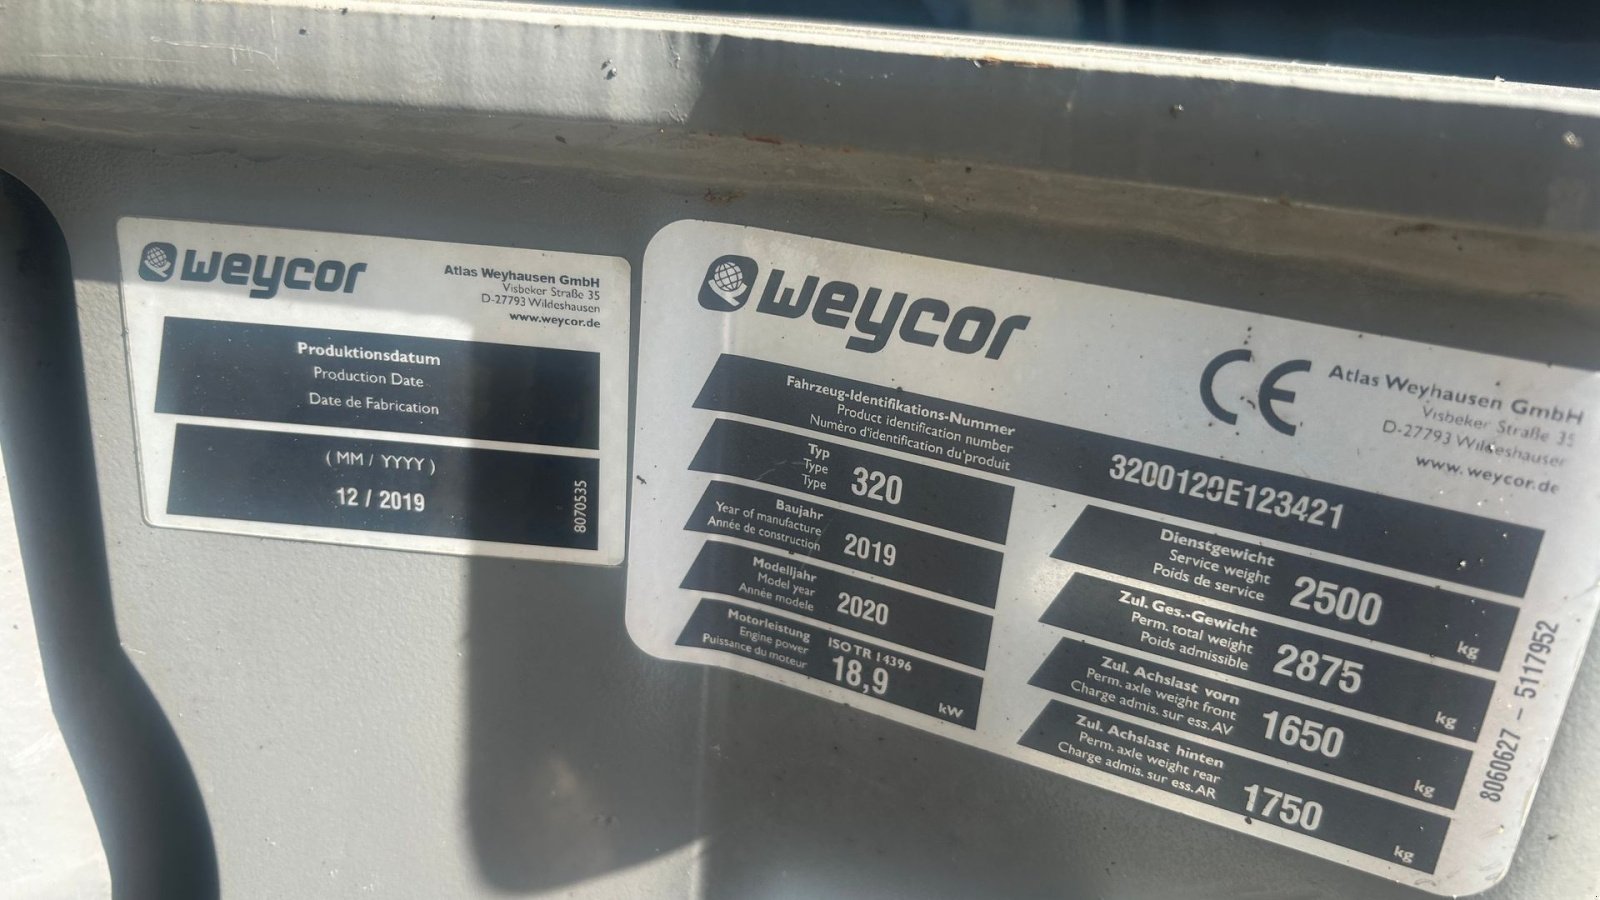 weycor
Atlas Weyhausen GmbH
Visbeker Straße 35
D-27793 Wildeshausen
www.weycor.de
Produktionsdatum
Production Date
Date de Fabrication
( MM / YYYY )
12 / 2019
8070535
weycor
CE
Atlas Weyhausen GmbH
Visbeker Straße 35
D-27793 Wildeshausen
www.weycor.de
Fahrzeug-Identifikations-Nummer
Product identification number
Numèro d'identification du produit
3200120E123421
Typ
Type
Type
320
Baujahr
Year of manufacture
Année de construction
2019
Modelljahr
Model year
Année modele
2020
Motorleistung
Engine power
Puissance du moteur
ISO TR 14396
18,9
kW
Dienstgewicht
Service weight
Poids de service
2500
kg
Zul. Ges.-Gewicht
Perm. total weight
Poids admissible
2875
kg
Zul. Achslast vorn
Perm. axle weight front
Charge admis. sur ess. AV
1650
kg
Zul. Achslast hinten
Perm. axle weight rear
Charge admis. sur ess. AR
1750
kg
8060627 – 5117952